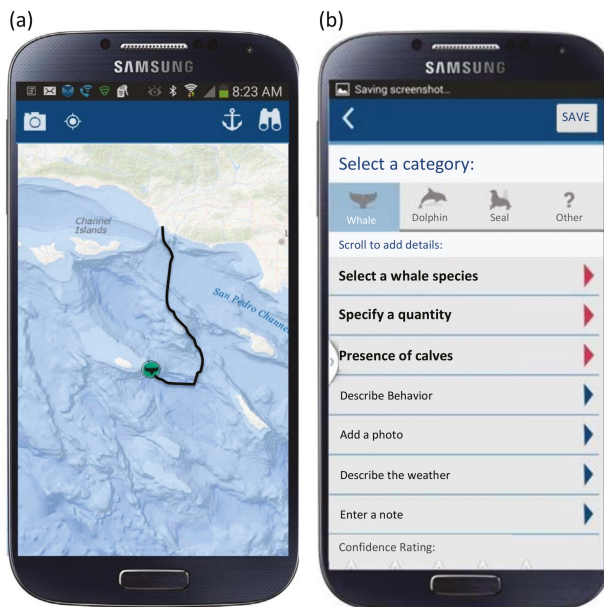 (a)
SAMSUNG
8:23 AM
Channel
Islands
San Pedro Channel
(b)
SAMSUNG
Saving screenshot...
SAVE
Select a category:
Whale
Dolphin
Seal
?
Other
Scroll to add details:
Select a whale species
Specify a quantity
Presence of calves
Describe Behavior
Add a photo
Describe the weather
Enter a note
Confidence Rating: